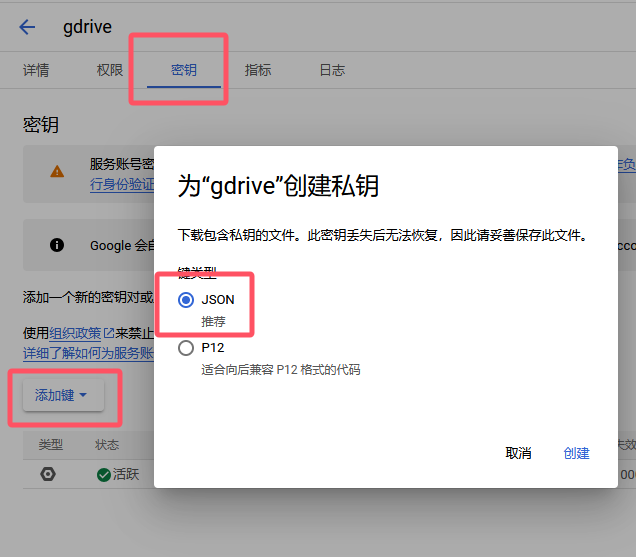 gdrive
详情 权限 密钥 指标 日志
密钥
服务账号密
行身份验证
为“gdrive”创建私钥
下载包含私钥的文件。此密钥丢失后无法恢复，因此请妥善保存此文件。
Google 会自
键类型
JSON
推荐
添加一个新的密钥对或
使用组织政策来禁止
详细了解如何为服务账
P12
适合向后兼容 P12 格式的代码
添加键
取消 创建
类型 状态
活跃